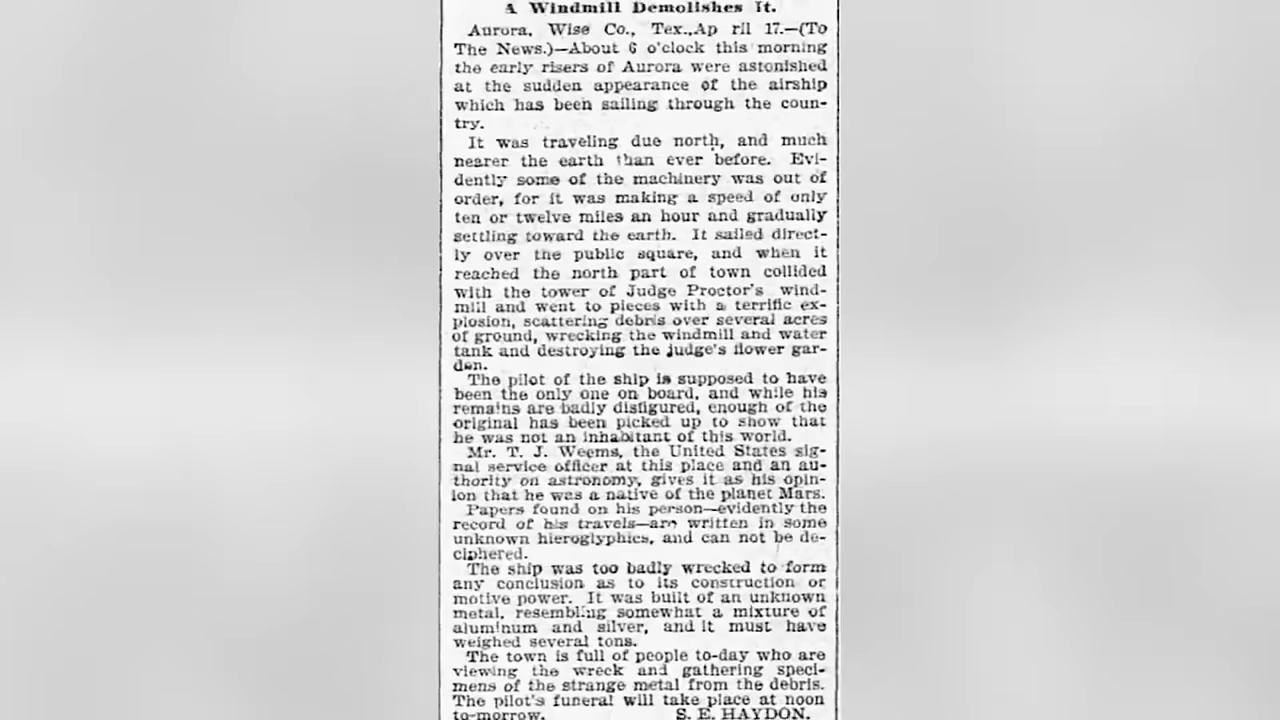 A Windmill Demolishes It.
Aurora, Wise Co., Tex.,Ap ril 17.—(To
The News.)—About 6 o'clock this morning
the early risers of Aurora were astonished
at the sudden appearance of the airship
which has been sailing through the coun-
try.
It was traveling due north, and much
nearer the earth than ever before. Evi-
dently some of the machinery was out of
order, for it was making a speed of only
ten or twelve miles an hour and gradually
settling toward the earth. It sailed direct-
ly over the public square, and when it
reached the north part of town collided
with the tower of Judge Proctor's wind-
mill and went to pieces with a terrific ex-
plosion, scattering debris over several acres
of ground, wrecking the windmill and water
tank and destroying the judge's flower gar-
den.
The pilot of the ship is supposed to have
been the only one on board, and while his
remains are badly disfigured, enough of the
original has been picked up to show that
he was not an inhabitant of this world.
Mr. T. J. Weems, the United States sig-
nal service officer at this place and an au-
thority on astronomy, gives it as his opin-
ion that he was a native of the planet Mars.
Papers found on his person—evidently the
record of his travels—are written in some
unknown hieroglyphics, and can not be de-
ciphered.
The ship was too badly wrecked to form
any conclusion as to its construction or
motive power. It was built of an unknown
metal, resembling somewhat a mixture of
aluminum and silver, and it must have
weighed several tons.
The town is full of people to-day who are
viewing the wreck and gathering speci-
mens of the strange metal from the debris.
The pilot's funeral will take place at noon
to-morrow. S. E. HAYDON.